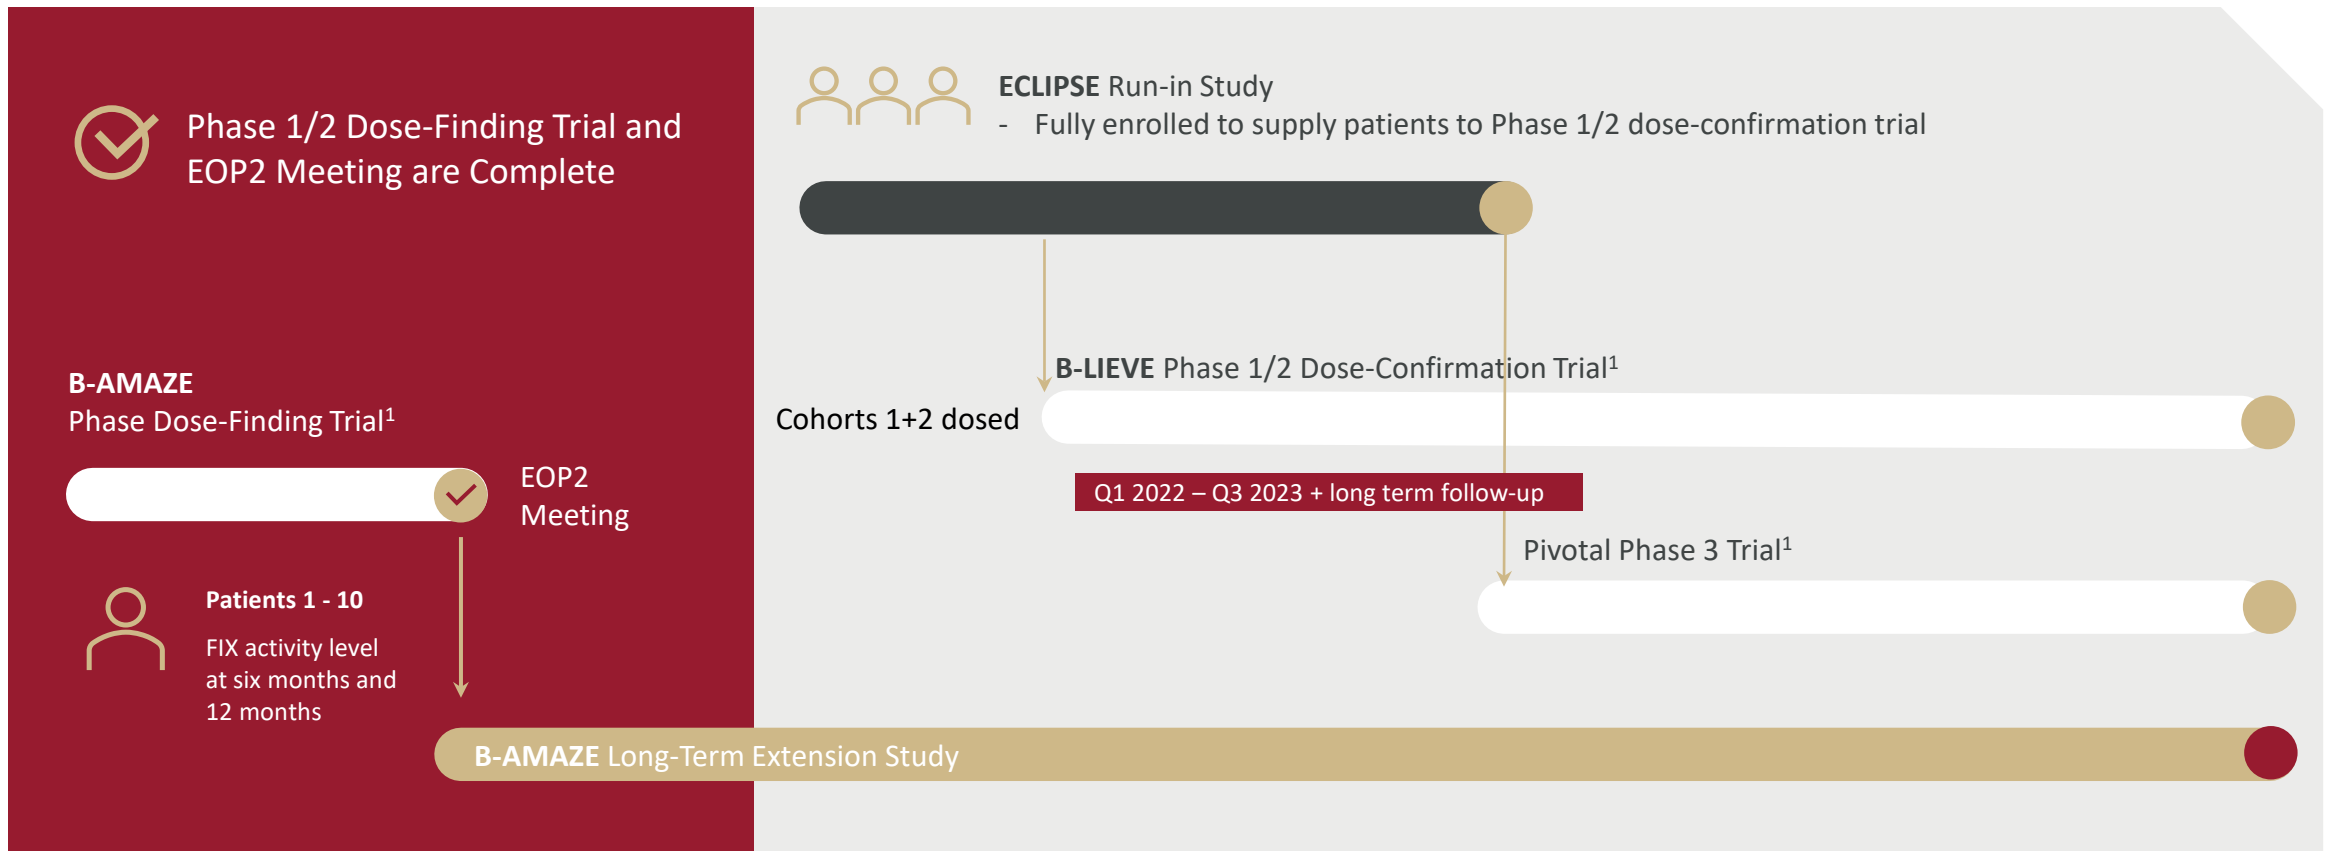 Phase 1/2 Dose-Finding Trial and
EOP2 Meeting are Complete
B-AMAZE
Phase Dose-Finding Trial¹
EOP2
Meeting
Patients 1 - 10
FIX activity level
at six months and
12 months
ECLIPSE Run-in Study
- Fully enrolled to supply patients to Phase 1/2 dose-confirmation trial
B-LIEVE Phase 1/2 Dose-Confirmation Trial¹
Cohorts 1+2 dosed
Q1 2022 – Q3 2023 + long term follow-up
Pivotal Phase 3 Trial¹
B-AMAZE Long-Term Extension Study